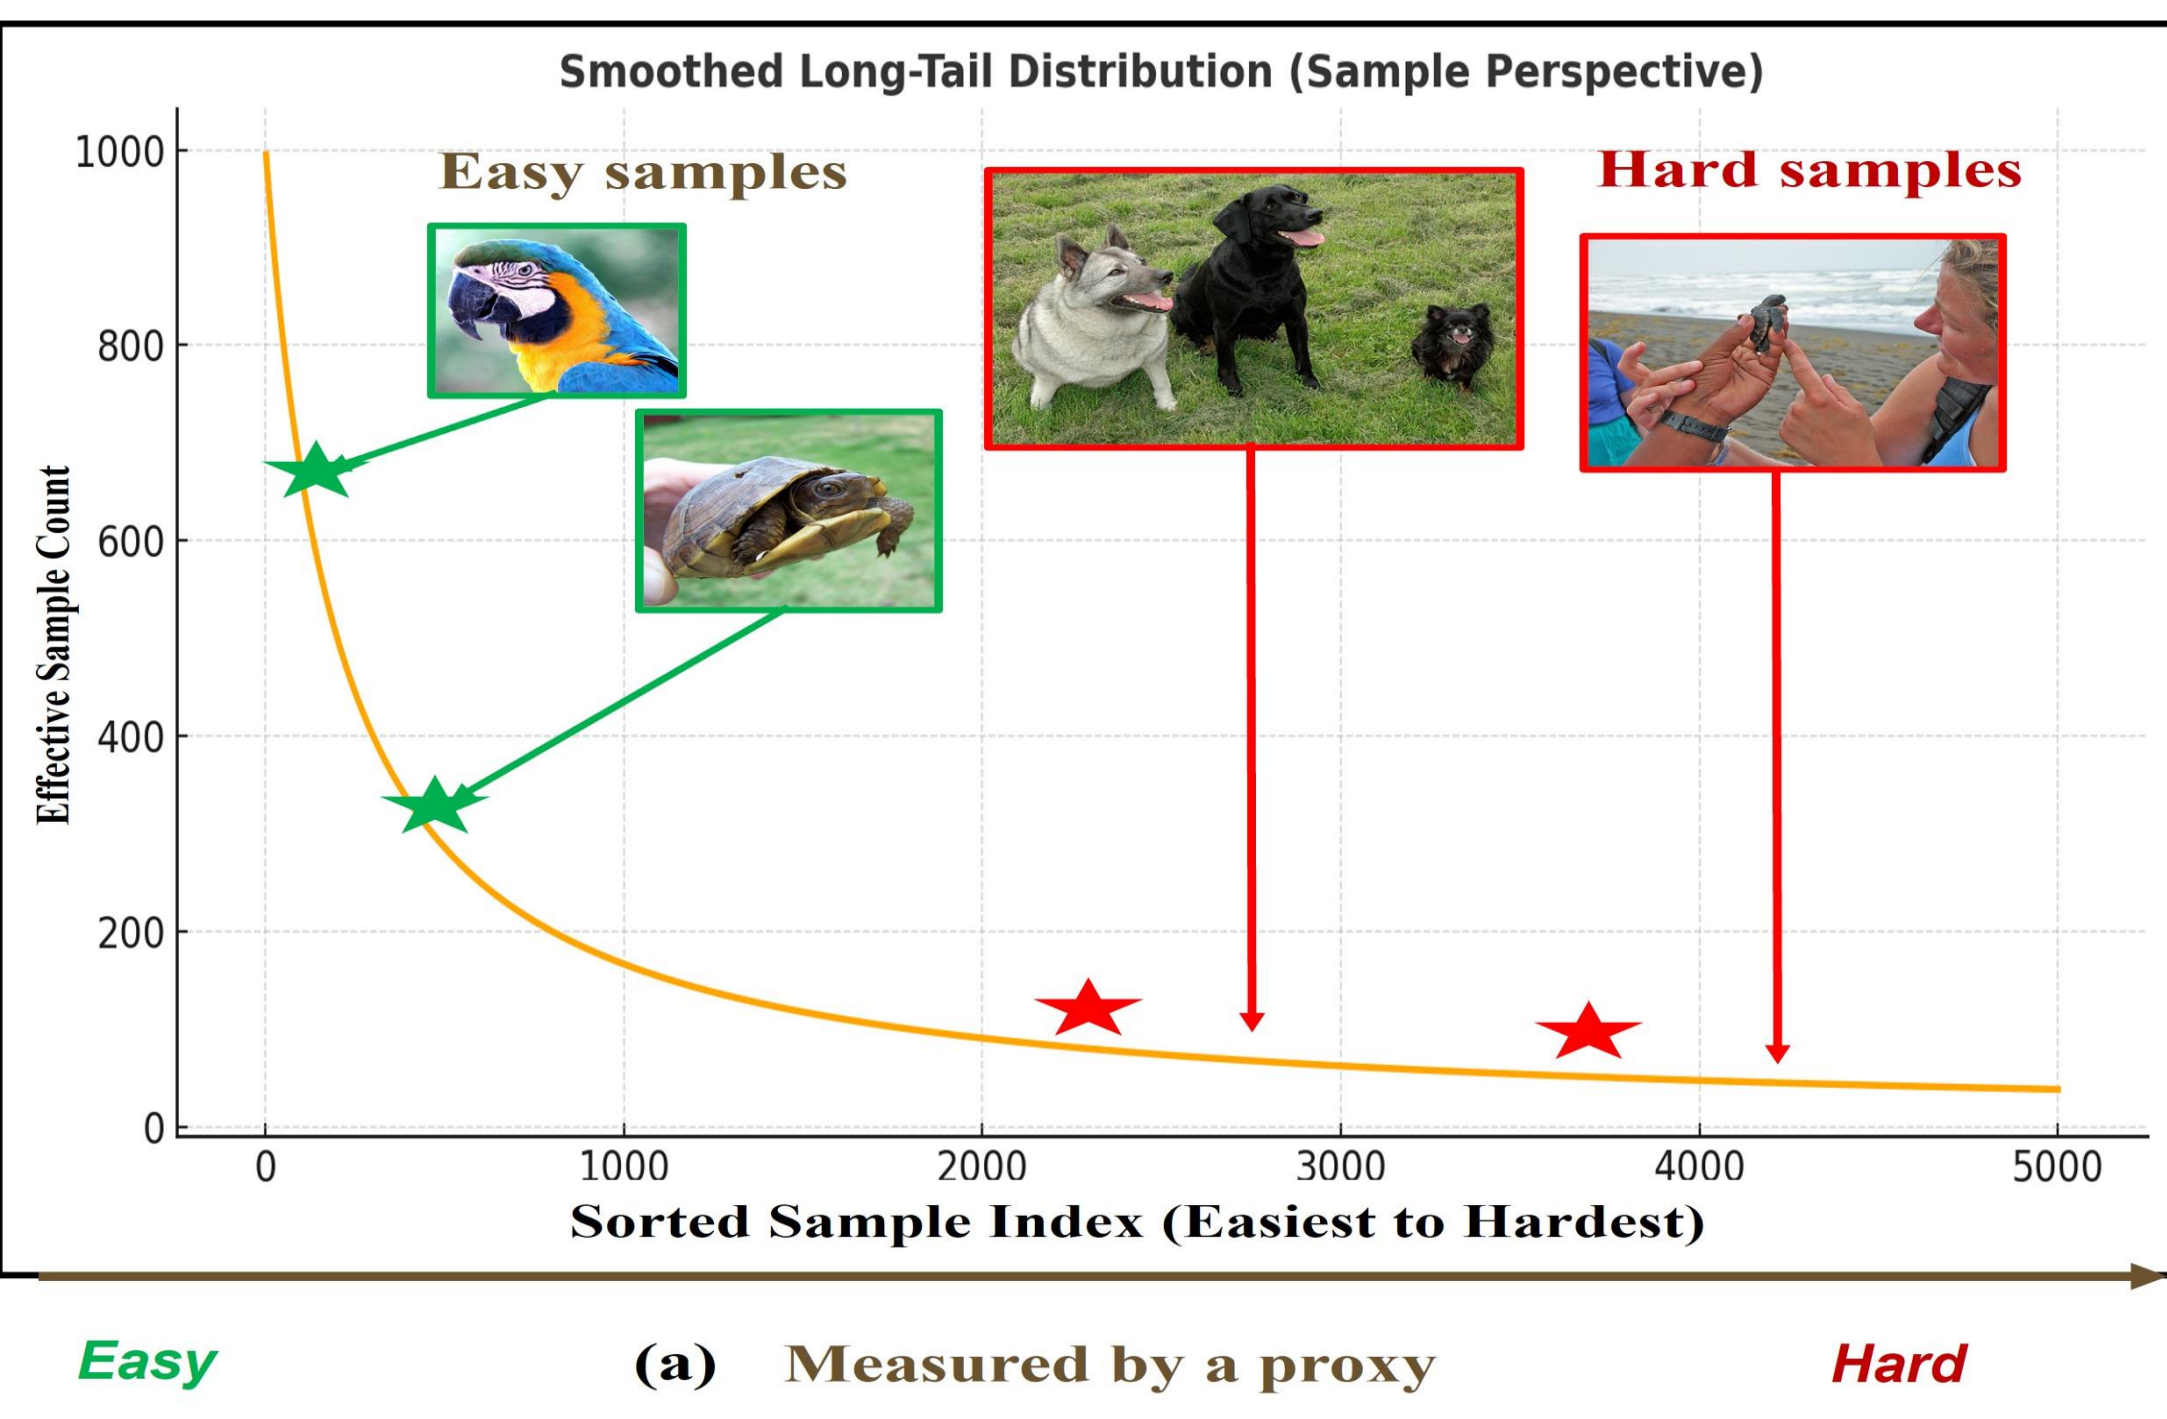 Smoothed Long-Tail Distribution (Sample Perspective)
Easy samples
Hard samples
Effective Sample Count
1000
800
600
400
200
0
0 1000 2000 3000 4000 5000
Sorted Sample Index (Easiest to Hardest)
Easy (a) Measured by a proxy Hard